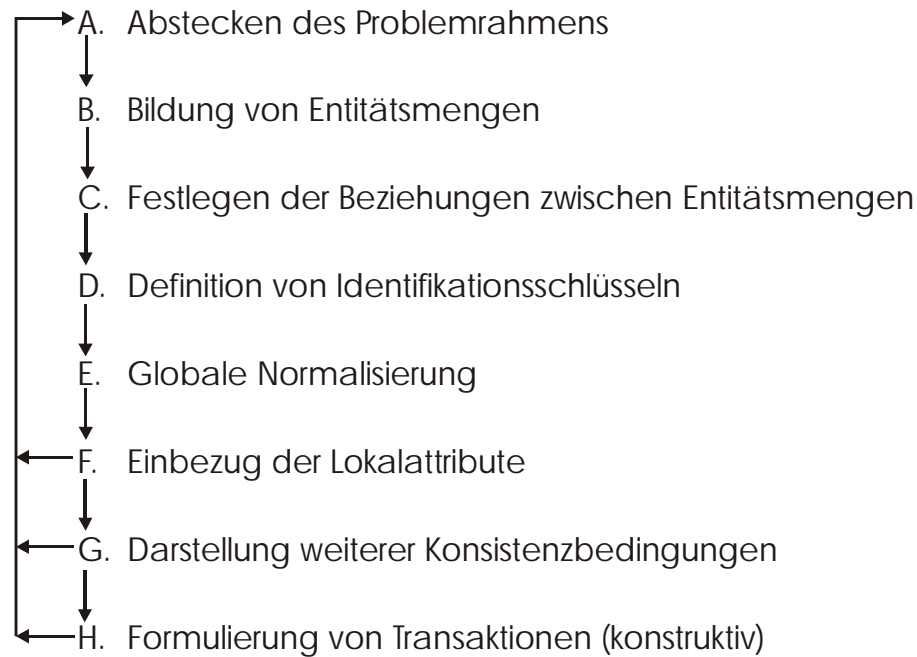 A. Abstecken des Problemrahmens
B. Bildung von Entitätsmengen
C. Festlegen der Beziehungen zwischen Entitätsmengen
D. Definition von Identifikationsschlüsseln
E. Globale Normalisierung
F. Einbezug der Lokalattribute
G. Darstellung weiterer Konsistenzbedingungen
H. Formulierung von Transaktionen (konstruktiv)